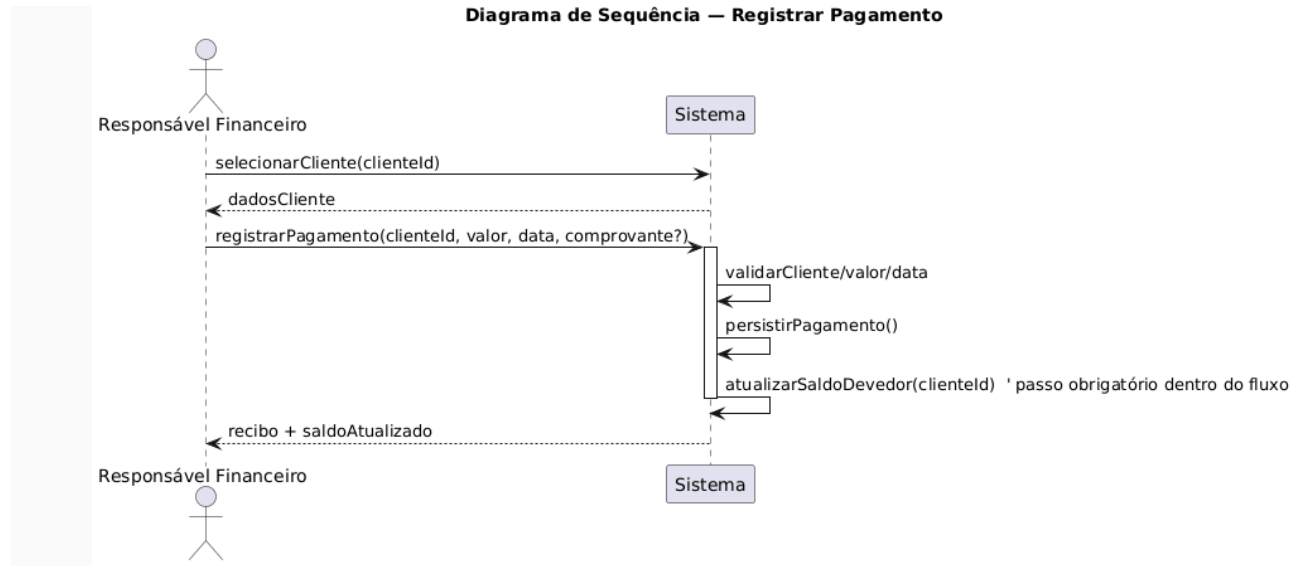 Diagrama de Sequência — Registrar Pagamento
Responsável Financeiro
Sistema
selecionarCliente(clienteId)
dadosCliente
registrarPagamento(clienteId, valor, data, comprovante?)
validarCliente/valor/data
persistirPagamento()
atualizarSaldoDevedor(clienteId)  ' passo obrigatório dentro do fluxo
recibo + saldoAtualizado
Responsável Financeiro
Sistema